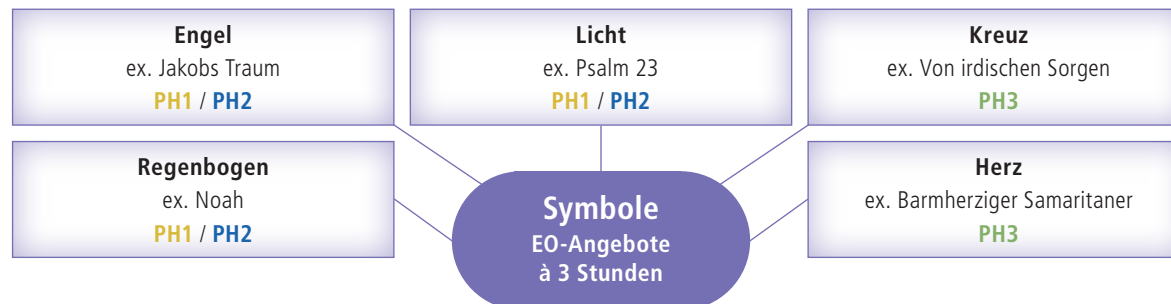 Engel
ex. Jakobs Traum
PH1 / PH2
Licht
ex. Psalm 23
PH1 / PH2
Kreuz
ex. Von irdischen Sorgen
PH3
Regenbogen
ex. Noah
PH1 / PH2
Symbole
EO-Angebote
à 3 Stunden
Herz
ex. Barmherziger Samaritaner
PH3